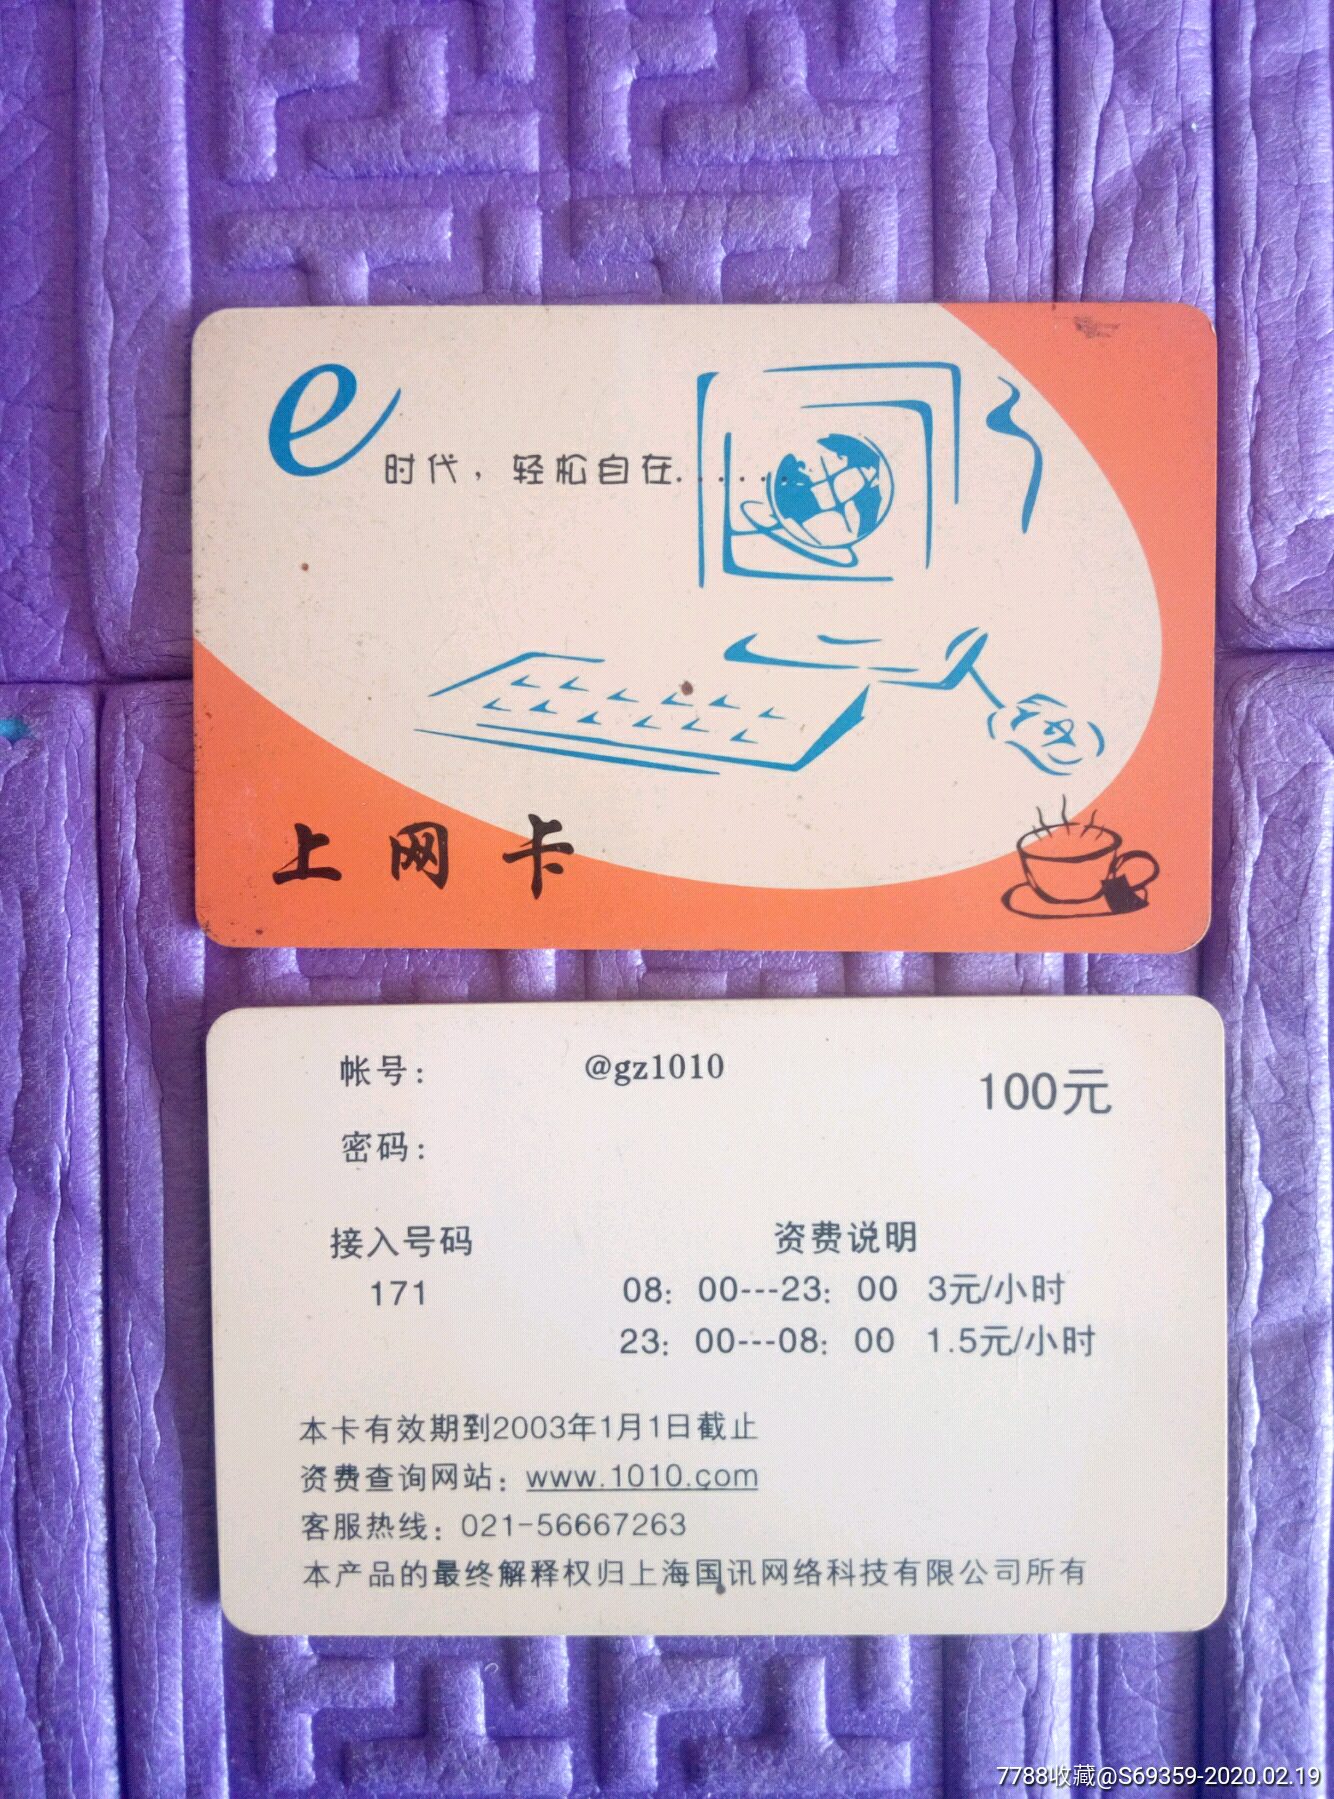 e时代，轻松自在......
上网卡
帐号： @gz1010
100元
密码：
接入号码
171
资费说明
08：00---23：00 3元/小时
23：00---08：00 1.5元/小时
本卡有效期到2003年1月1日截止
资费查询网站：www.1010.com
客服热线：021-56667263
本产品的最终解释权归上海国讯网络科技有限公司所有
7788收藏@S69359-2020.02.19